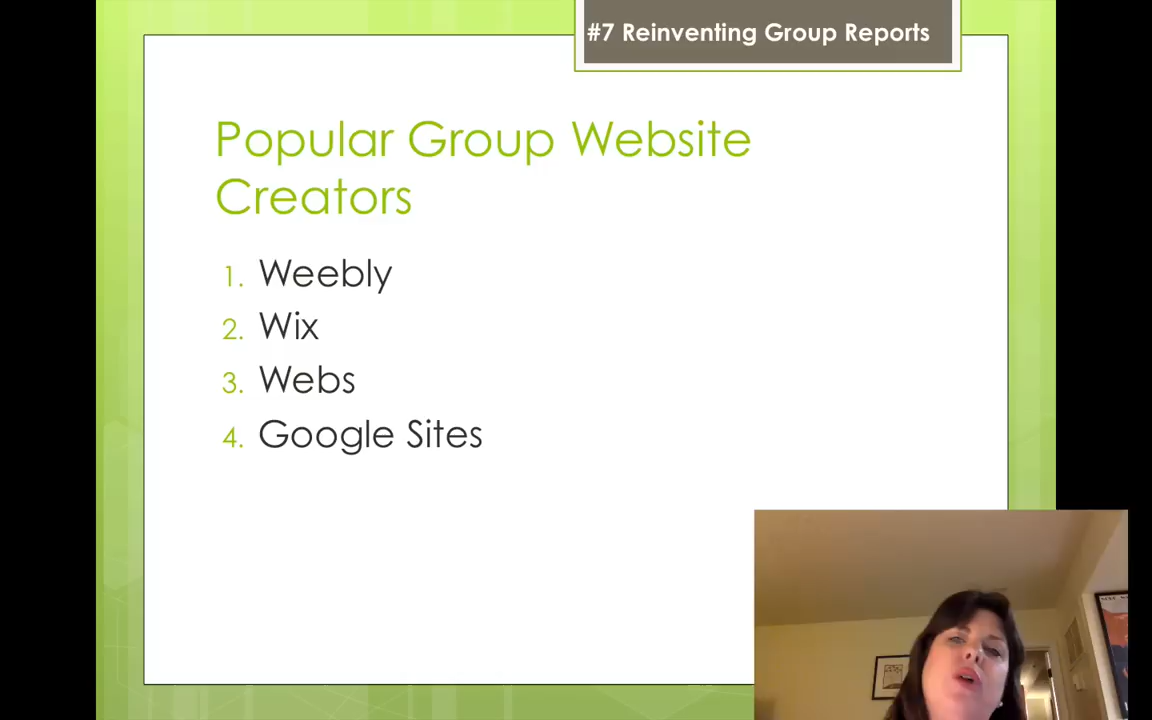 #7 Reinventing Group Reports
Popular Group Website
Creators
1. Weebly
2. Wix
3. Webs
4. Google Sites